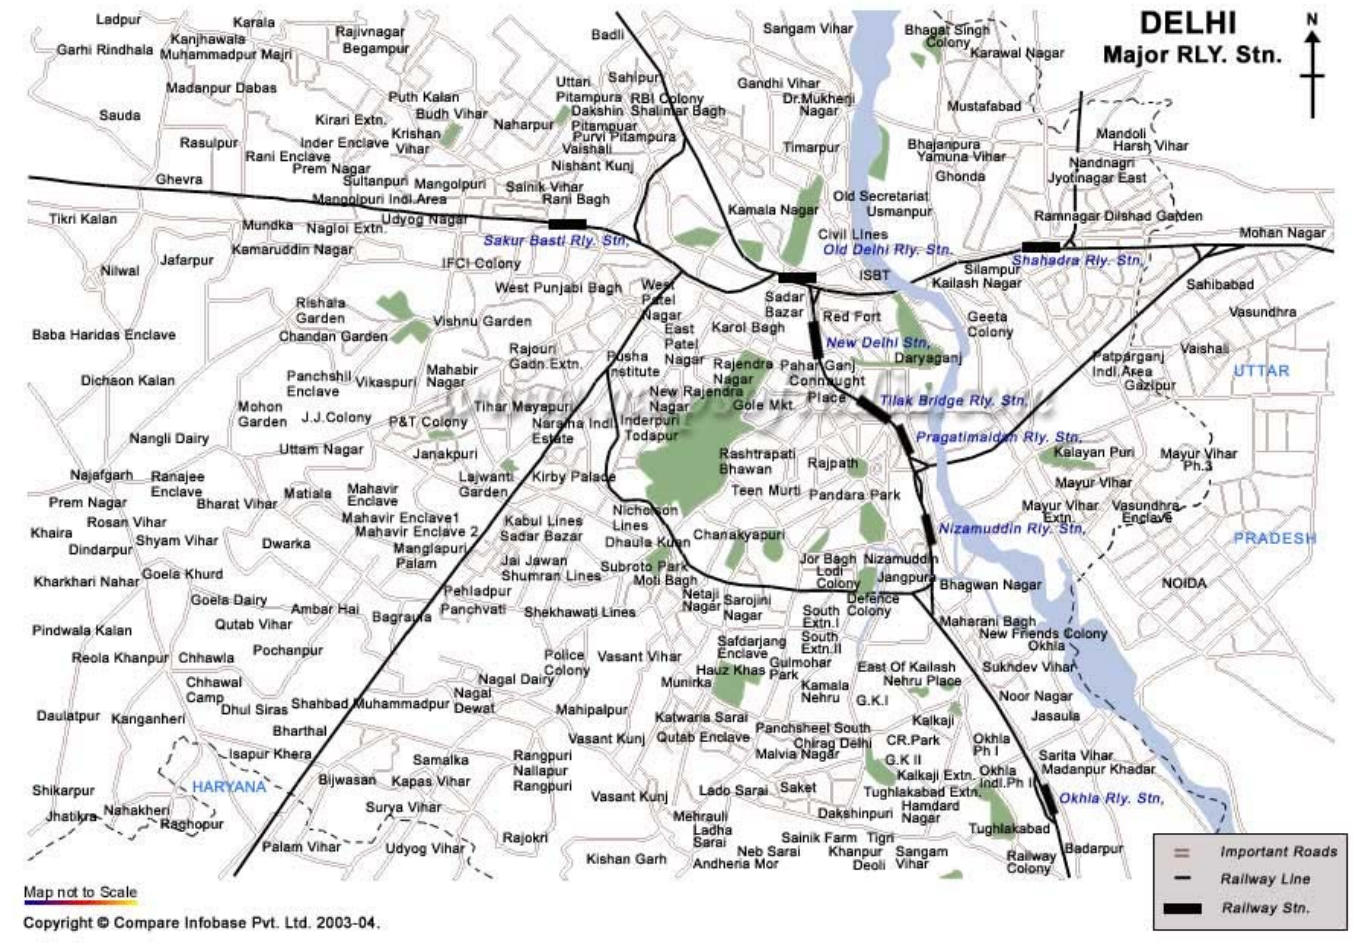 DELHI
Major RLY. Stn.
N
Ladpur
Karala
Kanjhawala
Rajivnagar
Begampur
Garhi Rindhala
Muhammadpur Majri
Madanpur Dabas
Badli
Sangam Vihar
Bhagat Singh
Colony
Karawal Nagar
Sahipur
Uttari
Pitampura
RBI Colony
Gandhi Vihar
Dr.Mukherji
Nagar
Mustafabad
Puth Kalan
Budh Vihar
Dakshin
Pitampuar
Shalimar Bagh
Sauda
Kirari Extn.
Krishan
Vihar
Naharpur
Purvi Pitampura
Vaishali
Timarpur
Bhajanpura
Yamuna Vihar
Mandoli
Harsh Vihar
Rasulpur
Inder Enclave
Rani Enclave
Prem Nagar
Nishant Kunj
Ghonda
Nandnagri
Jyotinagar East
Ghevra
Sultanpuri
Mangolpuri
Sainik Vihar
Rani Bagh
Mangolpuri Indl.Area
Old Secretariat
Usmanpur
Kamala Nagar
Ramnagar
Dilshad Garden
Tikri Kalan
Mundka
Nagloi Extn.
Udyog Nagar
Civil LInes
Mohan Nagar
Sakur Basti Rly. Stn,
Old Delhi Rly. Stn.
Shahadra Rly. Stn,
Kamaruddin Nagar
Jafarpur
Nilwal
IFCI Colony
ISBT
Silampur
Kailash Nagar
Sahibabad
West Punjabi Bagh
West
Patel
Nagar
Sadar
Bazar
Red Fort
Rishala
Garden
Vasundhra
Vishnu Garden
Karol Bagh
Geeta
Colony
Baba Haridas Enclave
Chandan Garden
East
Patel
Nagar
New Delhi Stn,
Daryaganj
Vaishali
Rajouri
Gadn.Extn.
Pusha
Institute
Rajendra
Nagar
Pahar Ganj
Patparganj
Indl.Area
Gazipur
UTTAR
Dichaon Kalan
Panchshil
Enclave
Vikaspuri
Mahabir
Nagar
New Rajendra
Nagar
Connaught
Place
Gole Mkt.
Tilak Bridge Rly. Stn,
Mohon
Garden
J.J.Colony
P&T Colony
Tihar
Mayapuri
Naraina Indl.
Estate
Inderpuri
Todapur
Pragatimaidan Rly. Stn,
Nangli Dairy
Uttam Nagar
Janakpuri
Rashtrapati
Bhawan
Rajpath
Kalayan Puri
Mayur Vihar
Ph.3
Najafgarh
Ranajee
Enclave
Lajwanti
Garden
Kirby Palace
Teen Murti
Pandara Park
Mayur Vihar
Prem Nagar
Bharat Vihar
Matiala
Mahavir
Enclave
Nicholson
Lines
Mayur Vihar
Extn.
Vasundhra
Enclave
Khaira
Rosan Vihar
Dindarpur
Shyam Vihar
Mahavir Enclave1
Mahavir Enclave 2
Kabul Lines
Sadar Bazar
Dhaula Kuan
Chanakyapuri
Nizamuddin Rly. Stn,
PRADESH
Dwarka
Manglapuri
Palam
Jai Jawan
Shumran Lines
Subroto Park
Moti Bagh
Jor Bagh
Lodi
Colony
Nizamuddin
Jangpura
Bhagwan Nagar
NOIDA
Kharkhari Nahar
Goela Khurd
Goela Dairy
Ambar Hai
Pehladpur
Panchvati
Shekhawati Lines
Netaji
Nagar
Sarojini
Nagar
Defence
Colony
South
Extn.I
Bagraula
Qutab Vihar
Pindwala Kalan
Maharani Bagh
New Friends Colony
Okhla
Pochanpur
Safdarjang
Enclave
South
Extn.II
Reola Khanpur
Chhawla
Police
Colony
Vasant Vihar
Hauz Khas
Gulmohar
Park
East Of Kailash
Nehru Place
Sukhdev Vihar
Chhawal
Camp
Nagal Dairy
Nagal
Dewat
Munirka
Kamala
Nehru
G.K.I
Noor Nagar
Daulatpur
Kanganheri
Dhul Siras
Shahbad Muhammadpur
Mahipalpur
Katwaria Sarai
Qutab Enclave
Panchsheel South
Chirag Delhi
Kalkaji
Jasaula
Bharthal
Vasant Kunj
Malvia Nagar
CR.Park
Okhla
Ph I
Isapur Khera
Samalka
Rangpuri
Nallapur
Rangpuri
G.K II
Sarita Vihar
Madanpur Khadar
HARYANA
Bijwasan
Kapas Vihar
Kalkaji Extn.
Okhla
Indl.Ph II
Shikarpur
Vasant Kunj
Lado Sarai
Saket
Tughlakabad Extn.
Okhla Rly. Stn,
Jhatikra
Nahakheri
Raghopur
Surya Vihar
Mehrauli
Dakshinpuri
Hamdard
Nagar
Tughlakabad
Palam Vihar
Udyog Vihar
Rajokri
Ladha
Sarai
Sainik Farm
Tigri
Kishan Garh
Neb Sarai
Andheria Mor
Khanpur
Deoli
Sangam
Vihar
Railway
Colony
Badarpur
Important Roads
Railway Line
Railway Stn.
Map not to Scale
Copyright © Compare Infobase Pvt. Ltd. 2003-04.